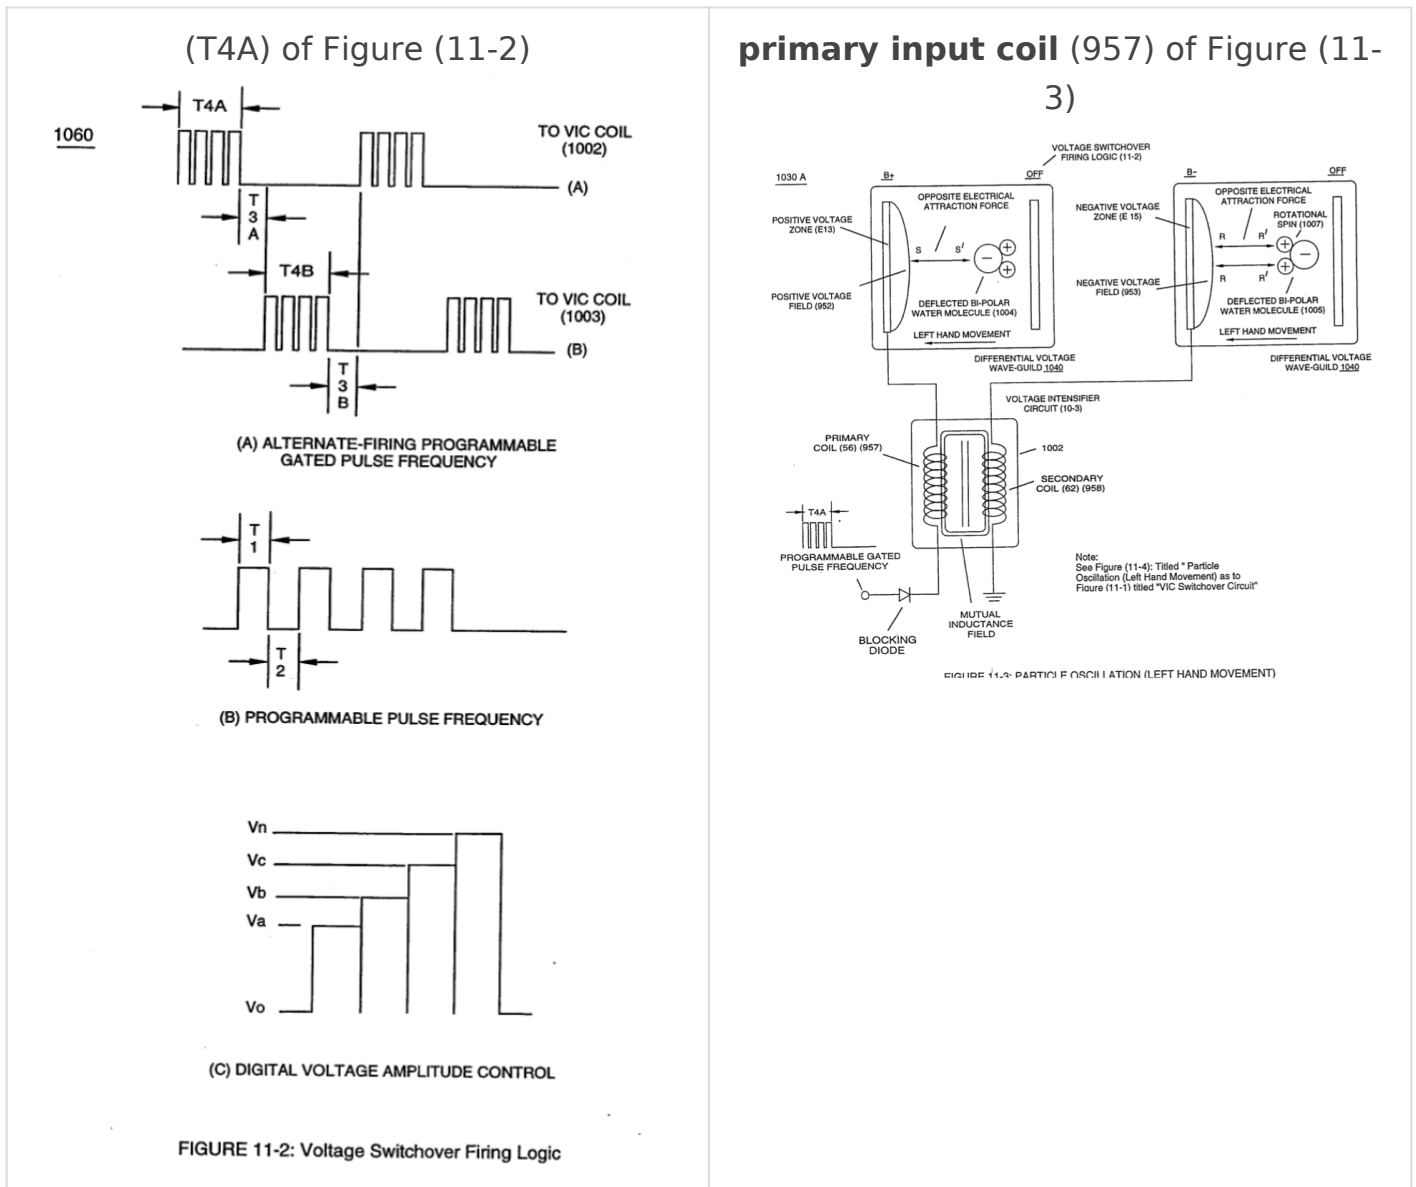 (T4A) of Figure (11-2)
T4A
1060
TO VIC COIL
(1002)
(A)
T
3
A
T4B
TO VIC COIL
(1003)
(B)
T
3
B
(A) ALTERNATE-FIRING PROGRAMMABLE
GATED PULSE FREQUENCY
T
1
T
2
(B) PROGRAMMABLE PULSE FREQUENCY
Vn
Vc
Vb
Va
Vo
(C) DIGITAL VOLTAGE AMPLITUDE CONTROL
FIGURE 11-2: Voltage Switchover Firing Logic
primary input coil (957) of Figure (11-
3)
VOLTAGE SWITCHOVER
FIRING LOGIC (11-2)
1030 A
B+
OFF
OPPOSITE ELECTRICAL
ATTRACTION FORCE
POSITIVE VOLTAGE
ZONE (E13)
S
S'
POSITIVE VOLTAGE
FIELD (952)
DEFLECTED BI-POLAR
WATER MOLECULE (1004)
LEFT HAND MOVEMENT
DIFFERENTIAL VOLTAGE
WAVE-GUILD 1040
B-
OFF
OPPOSITE ELECTRICAL
ATTRACTION FORCE
NEGATIVE VOLTAGE
ZONE (E 15)
ROTATIONAL
SPIN (1007)
R
R'
R
R'
NEGATIVE VOLTAGE
FIELD (953)
DEFLECTED BI-POLAR
WATER MOLECULE (1005)
LEFT HAND MOVEMENT
DIFFERENTIAL VOLTAGE
WAVE-GUILD 1040
VOLTAGE INTENSIFIER
CIRCUIT (10-3)
PRIMARY
COIL (56) (957)
1002
SECONDARY
COIL (62) (958)
T4A
PROGRAMMABLE GATED
PULSE FREQUENCY
BLOCKING
DIODE
MUTUAL
INDUCTANCE
FIELD
Note:
See Figure (11-4): Titled " Particle
Oscillation (Left Hand Movement) as to
Figure (11-1) titled "VIC Switchover Circuit"
FIGURE 11-3: PARTICLE OSCILLATION (LEFT HAND MOVEMENT)